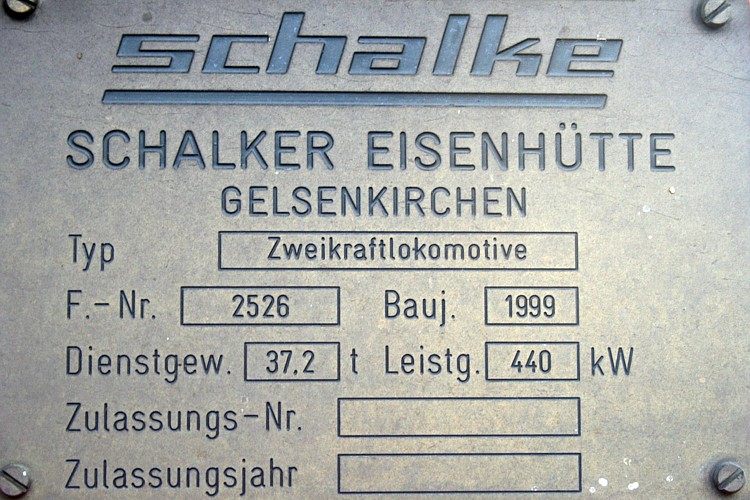 schalke
SCHALKER EISENHÜTTE
GELSENKIRCHEN
Typ Zweikraftlokomotive
F.-Nr. 2526 Bauj. 1999
Dienstgew. 37,2 t Leistg. 440 kW
Zulassungs-Nr.
Zulassungsjahr